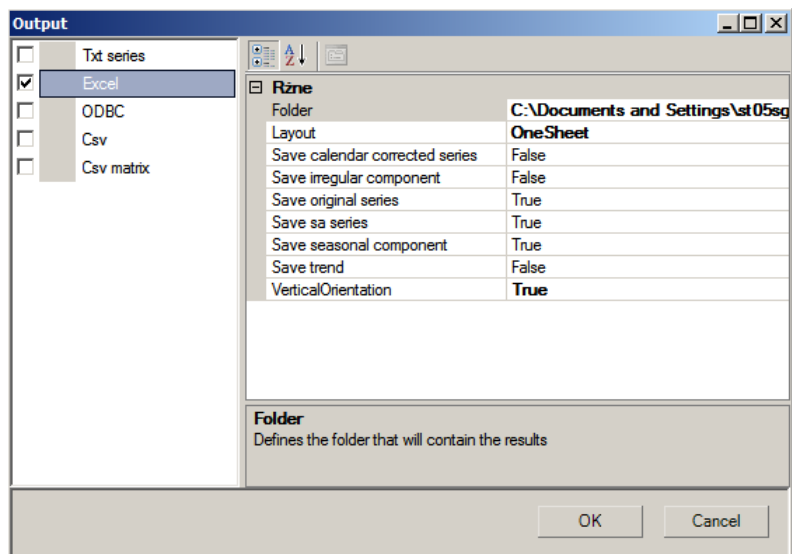 Output
Txt series
Excel
ODBC
Csv
Csv matrix
Ržne
Folder C:\Documents and Settings\st05sg
Layout OneSheet
Save calendar corrected series False
Save irregular component False
Save original series True
Save sa series True
Save seasonal component True
Save trend False
VerticalOrientation True
Folder
Defines the folder that will contain the results
OK Cancel